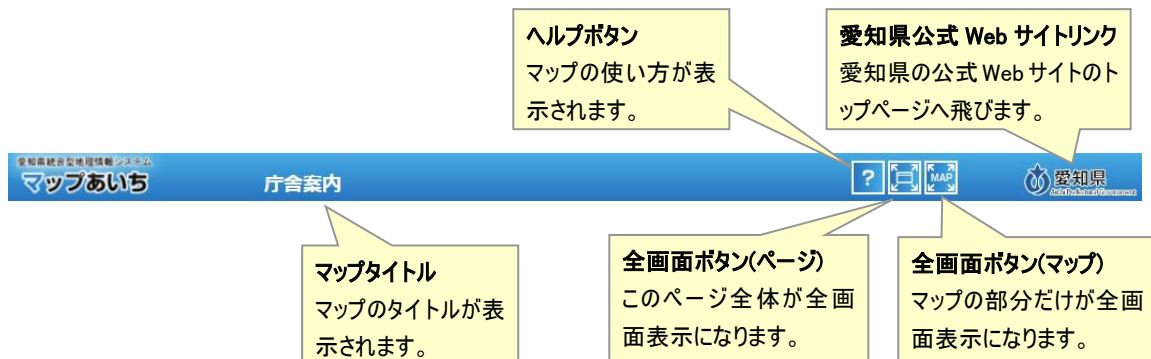 ヘルプボタン
マップの使い方が表
示されます。
愛知県公式 Web サイトリンク
愛知県の公式 Web サイトのト
ップページへ飛びます。
愛知県統合型地理情報システム
マップあいち
庁舎案内
?
MAP
愛知県
Aichi Prefectural Government
マップタイトル
マップのタイトルが表
示されます。
全画面ボタン(ページ)
このページ全体が全画
面表示になります。
全画面ボタン(マップ)
マップの部分だけが全画
面表示になります。